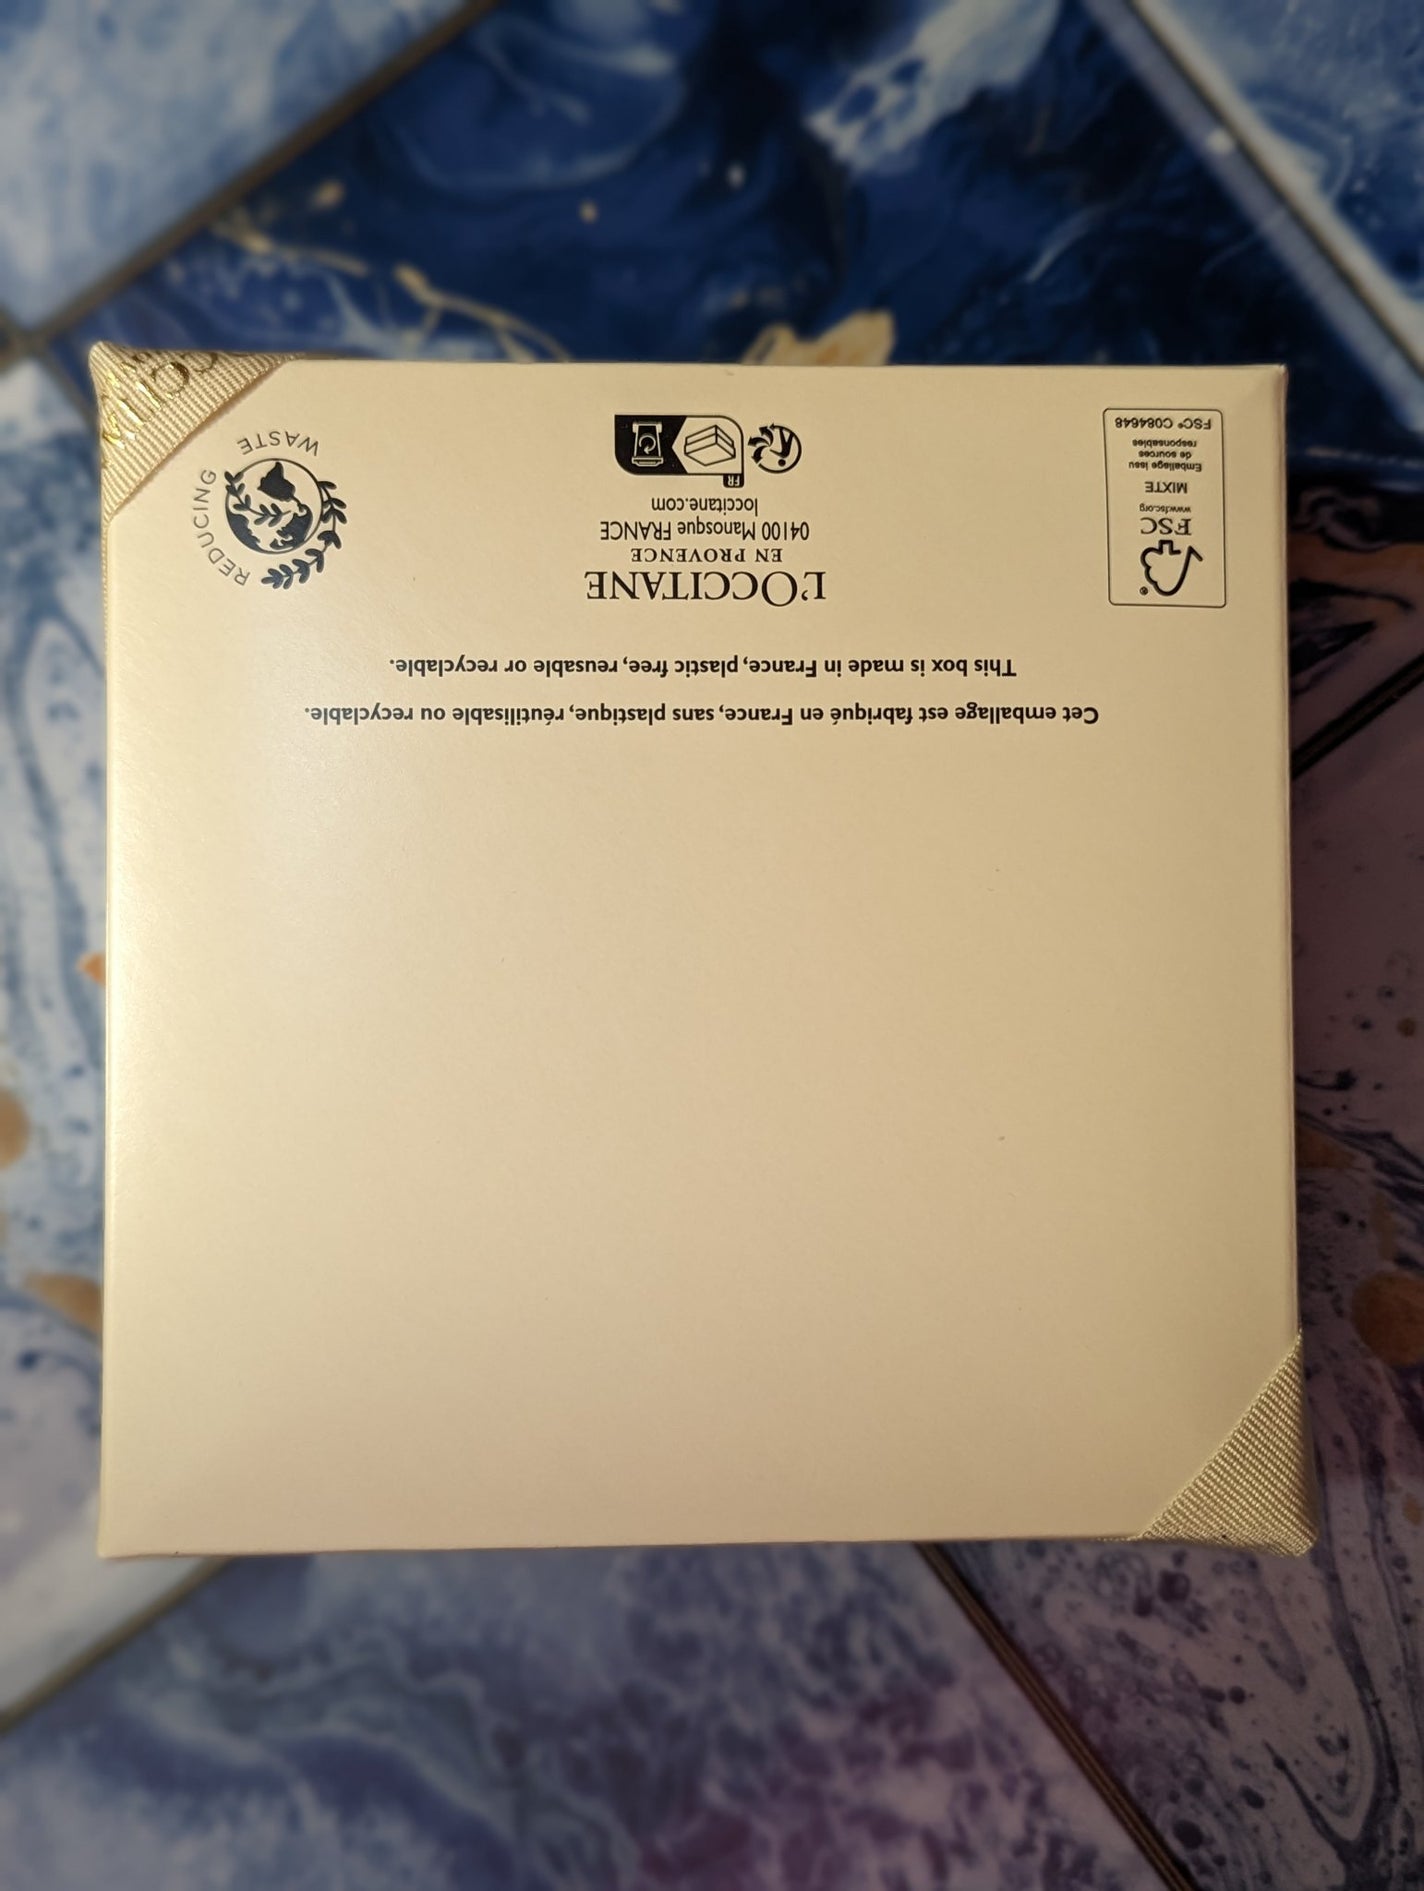 Cet emballage est fabriqué en France, sans plastique, réutilisable ou recyclable.
This box is made in France, plastic free, reusable or recyclable.
®
FSC
www.fsc.org
MIXTE
Emballage issu
de sources
responsables
FSC® C084648
L'OCCITANE
EN PROVENCE
04100 Manosque FRANCE
loccitane.com
FR
REDUCING
WASTE